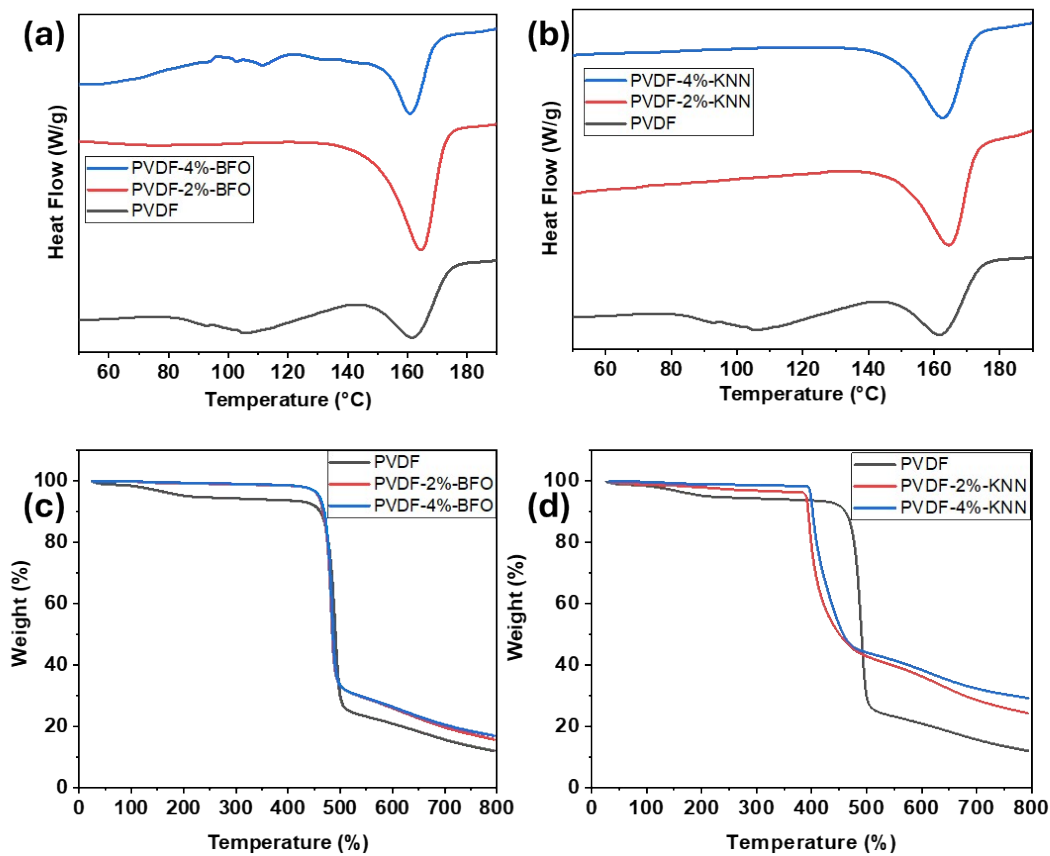 (a)
Heat Flow (W/g)
PVDF-4%-BFO
PVDF-2%-BFO
PVDF
60 80 100 120 140 160 180
Temperature (°C)
(b)
Heat Flow (W/g)
PVDF-4%-KNN
PVDF-2%-KNN
PVDF
60 80 100 120 140 160 180
Temperature (°C)
(c)
Weight (%)
100
80
60
40
20
0
PVDF
PVDF-2%-BFO
PVDF-4%-BFO
0 100 200 300 400 500 600 700 800
Temperature (%)
(d)
Weight (%)
100
80
60
40
20
0
PVDF
PVDF-2%-KNN
PVDF-4%-KNN
0 100 200 300 400 500 600 700 800
Temperature (%)